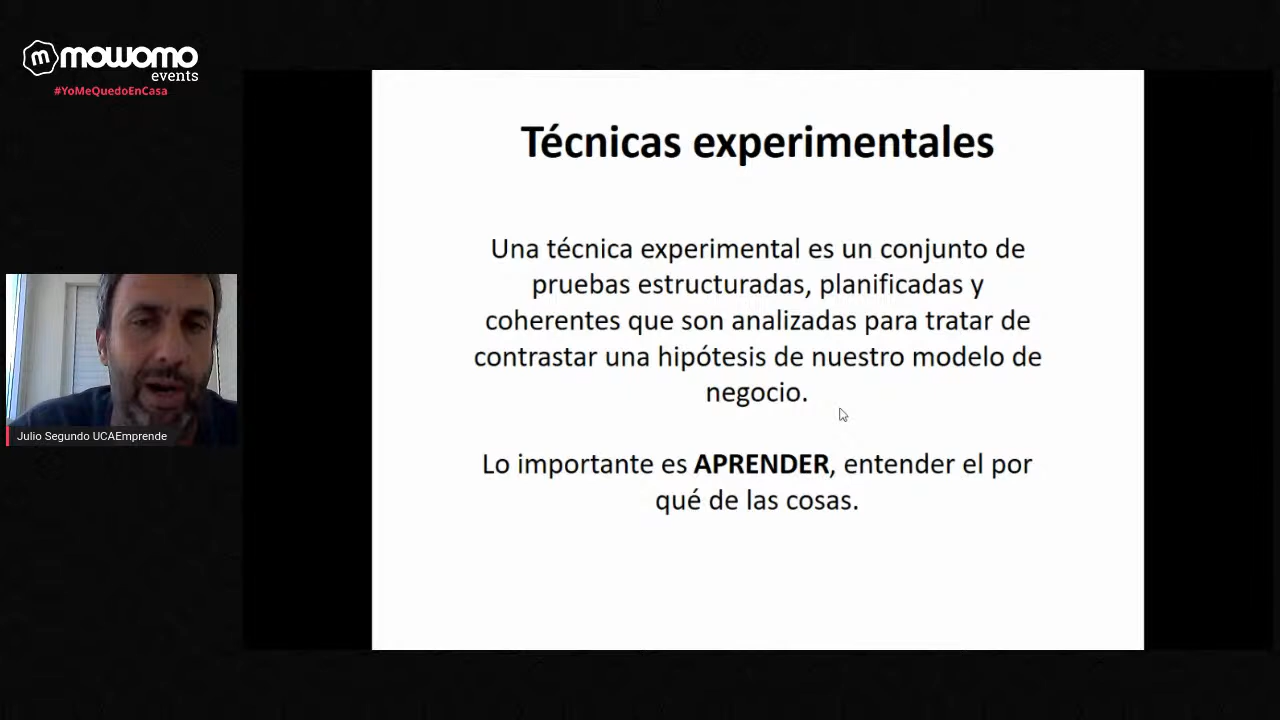 mowomo
events
#YoMeQuedoEnCasa
Técnicas experimentales
Una técnica experimental es un conjunto de
pruebas estructuradas, planificadas y
coherentes que son analizadas para tratar de
contrastar una hipótesis de nuestro modelo de
negocio.
Lo importante es APRENDER, entender el por
qué de las cosas.
Julio Segundo UCAEmprende